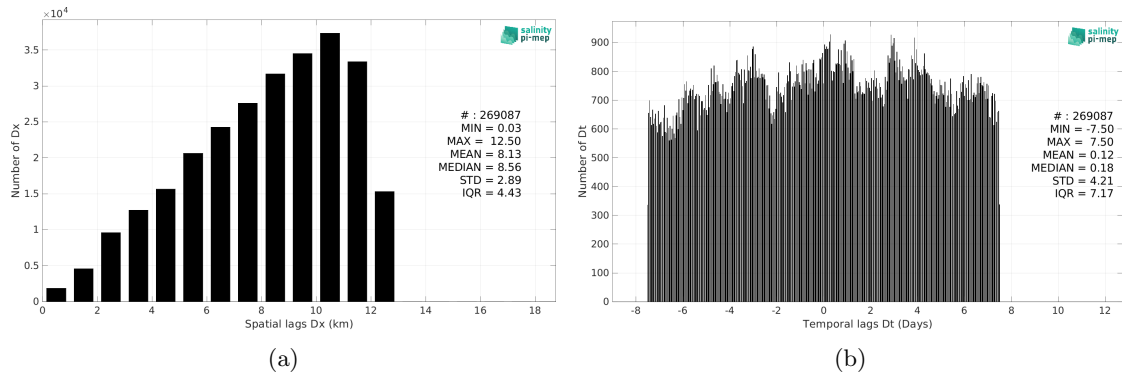 ×10⁴
3.5
3
2.5
2
1.5
1
0.5
0
0 2 4 6 8 10 12 14 16 18
Number of Dx
Spatial lags Dx (km)
salinity
pi-mep
# : 269087
MIN = 0.03
MAX = 12.50
MEAN = 8.13
MEDIAN = 8.56
STD = 2.89
IQR = 4.43
(a)
900
800
700
600
500
400
300
200
100
0
-8 -6 -4 -2 0 2 4 6 8 10 12
Number of Dt
Temporal lags Dt (Days)
salinity
pi-mep
# : 269087
MIN = -7.50
MAX = 7.50
MEAN = 0.12
MEDIAN = 0.18
STD = 4.21
IQR = 7.17
(b)